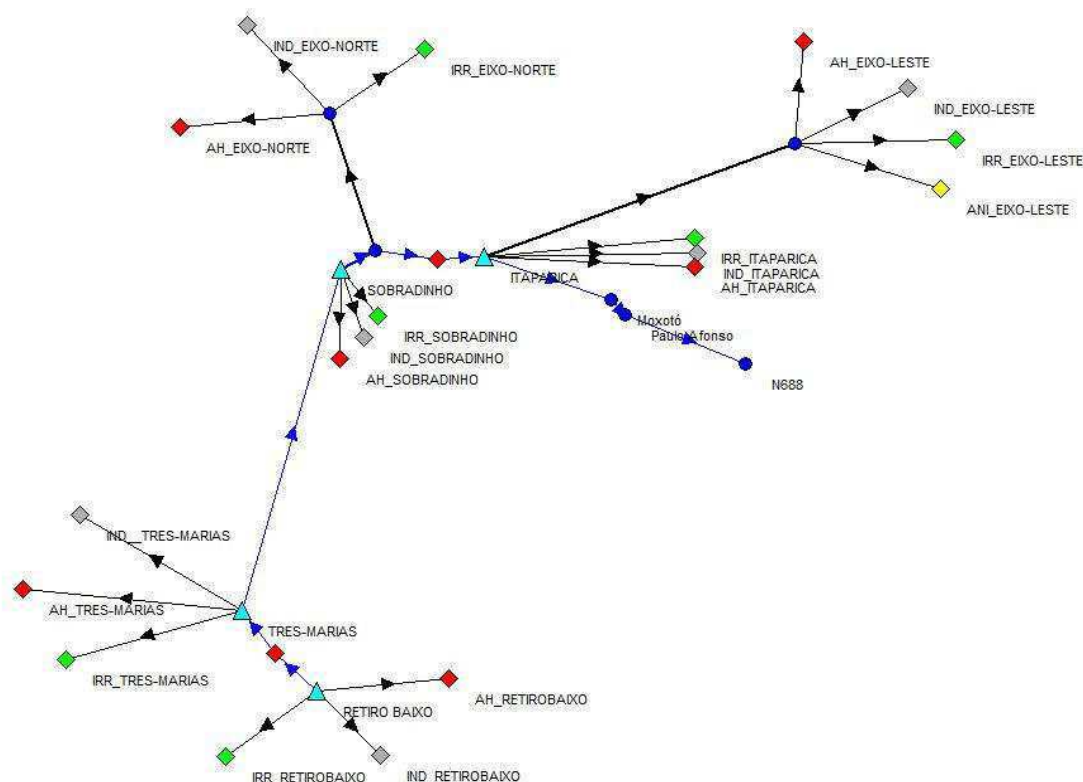 IND_EIXO-NORTE
IRR_EIXO-NORTE
AH_EIXO-LESTE
IND_EIXO-LESTE
AH_EIXO-NORTE
IRR_EIXO-LESTE
ANI_EIXO-LESTE
IRR_ITAPARICA
ITAPARICA
IND_ITAPARICA
SOBRADINHO
AH_ITAPARICA
Moxotó
IRR_SOBRADINHO
Paulo Afonso
IND_SOBRADINHO
AH_SOBRADINHO
N688
IND__TRES-MARIAS
AH_TRES-MARIAS
TRES-MARIAS
IRR_TRES-MARIAS
AH_RETIROBAIXO
RETIRO BAIXO
IRR_RETIROBAIXO
IND_RETIROBAIXO